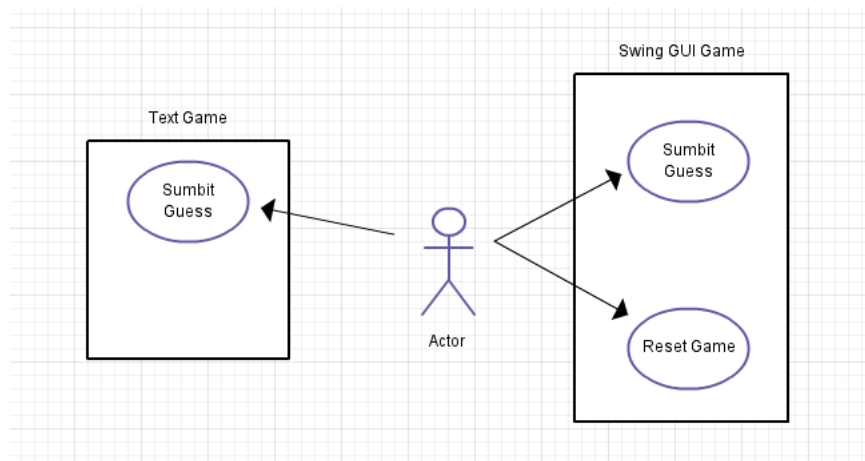 Text Game
Sumbit
Guess
Actor
Swing GUI Game
Sumbit
Guess
Reset Game